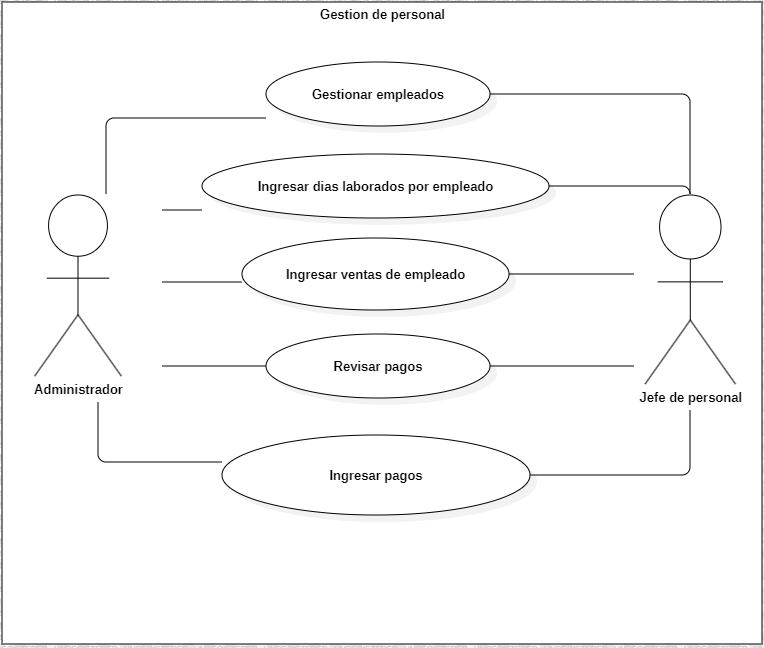 Gestion de personal
Gestionar empleados
Ingresar dias laborados por empleado
Ingresar ventas de empleado
Revisar pagos
Administrador
Jefe de personal
Ingresar pagos